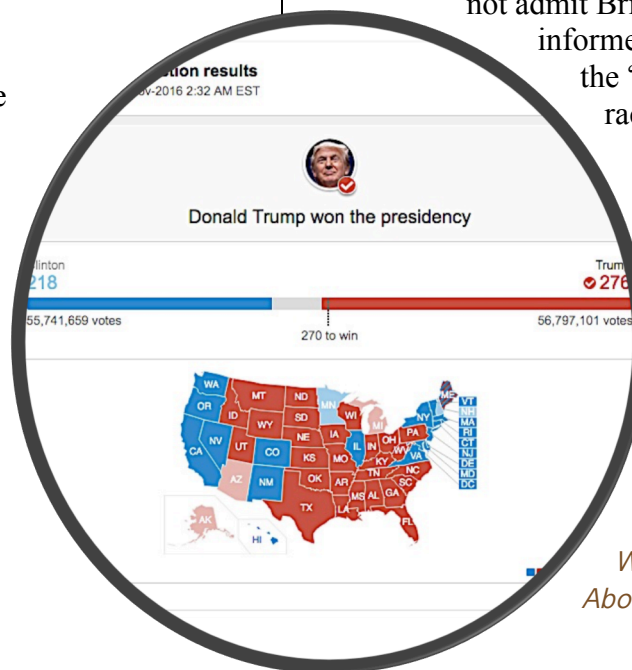 not admit Bri
informe
the “
rac
e
tion results
ov-2016 2:32 AM EST
Donald Trump won the presidency
linton
Trum
218
276
55,741,659 votes
56,797,101 votes
270 to win
WA
MT
ND
MN
ME
VT
NH
OR
ID
SD
WI
MI
NY
MA
WY
RI
NV
NE
IA
PA
CT
CA
UT
CO
IL
IN
OH
NJ
KS
MO
WV
VA
DE
KY
MD
AZ
NM
OK
AR
TN
NC
DC
SC
MS
AL
GA
TX
LA
AK
HI
FL
W
Abo